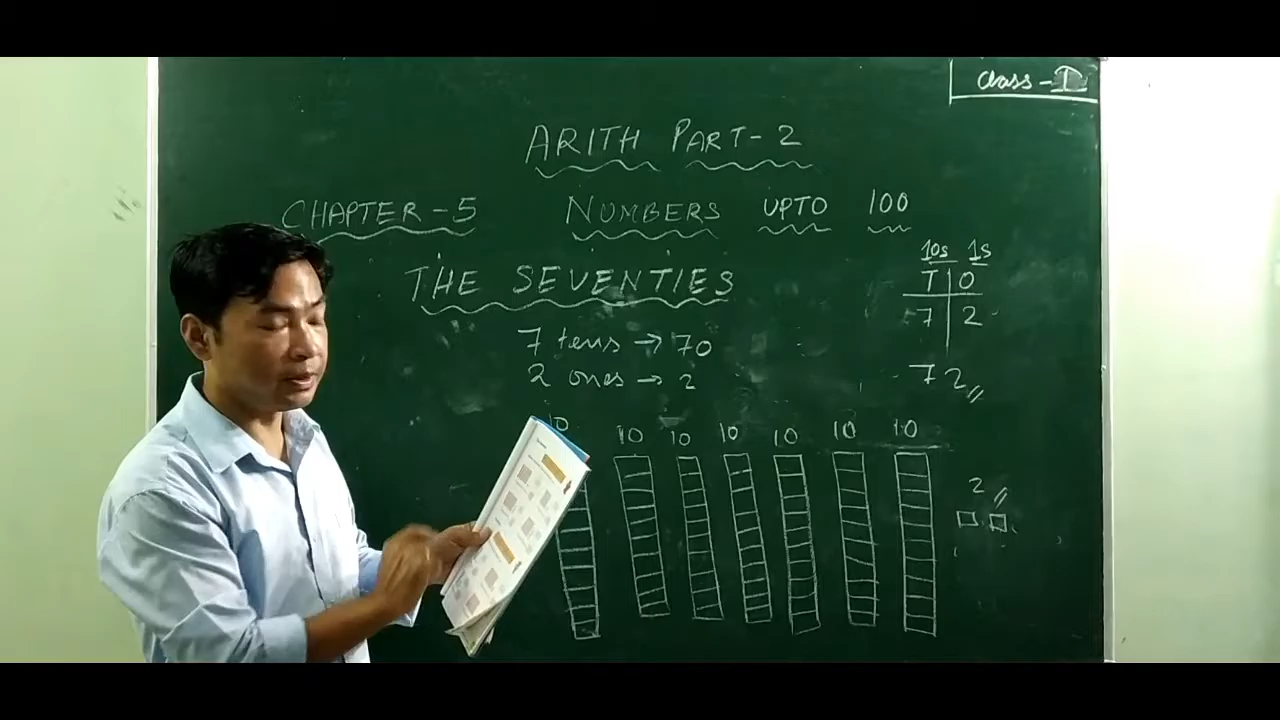 Class - I
ARITH PART - 2
CHAPTER - 5 NUMBERS UPTO 100
THE SEVENTIES
10s 1s
T O
7 2
72
7 tens → 70
2 ones → 2
10 10 10 10 10 10 10
2